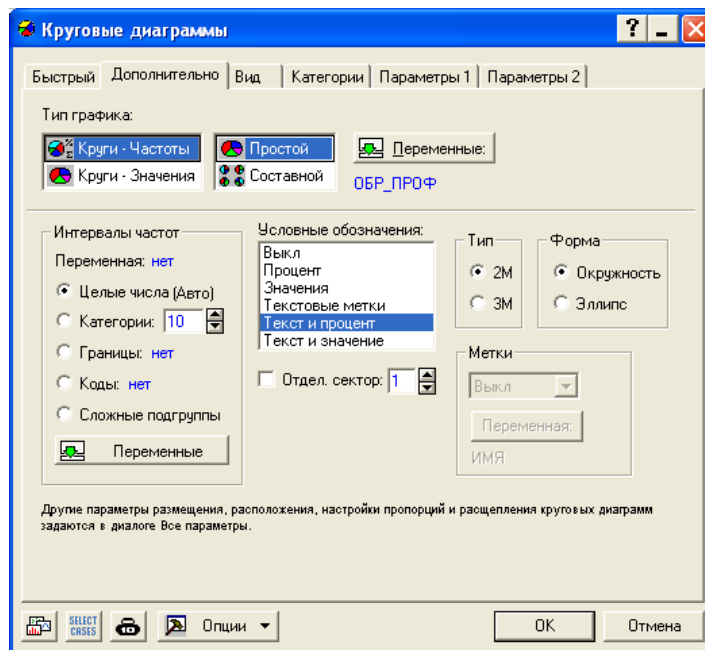 Круговые диаграммы
Быстрый Дополнительно Вид Категории Параметры 1 Параметры 2
Тип графика:
Круги - Частоты Простой Переменные:
Круги - Значения Составной ОБР_ПРОФ
Интервалы частот
Переменная: нет
Целые числа (Авто)
Категории: 10
Границы: нет
Коды: нет
Сложные подгруппы
Переменные
Условные обозначения:
Выкл
Процент
Значения
Текстовые метки
Текст и процент
Текст и значение
Отдел. сектор: 1
Тип
2М
3М
Форма
Окружность
Эллипс
Метки
Выкл
Переменная:
ИМЯ
Другие параметры размещения, расположения, настройки пропорций и расщепления круговых диаграмм
задаются в диалоге Все параметры.
SELECT
CASES
Опции OK Отмена